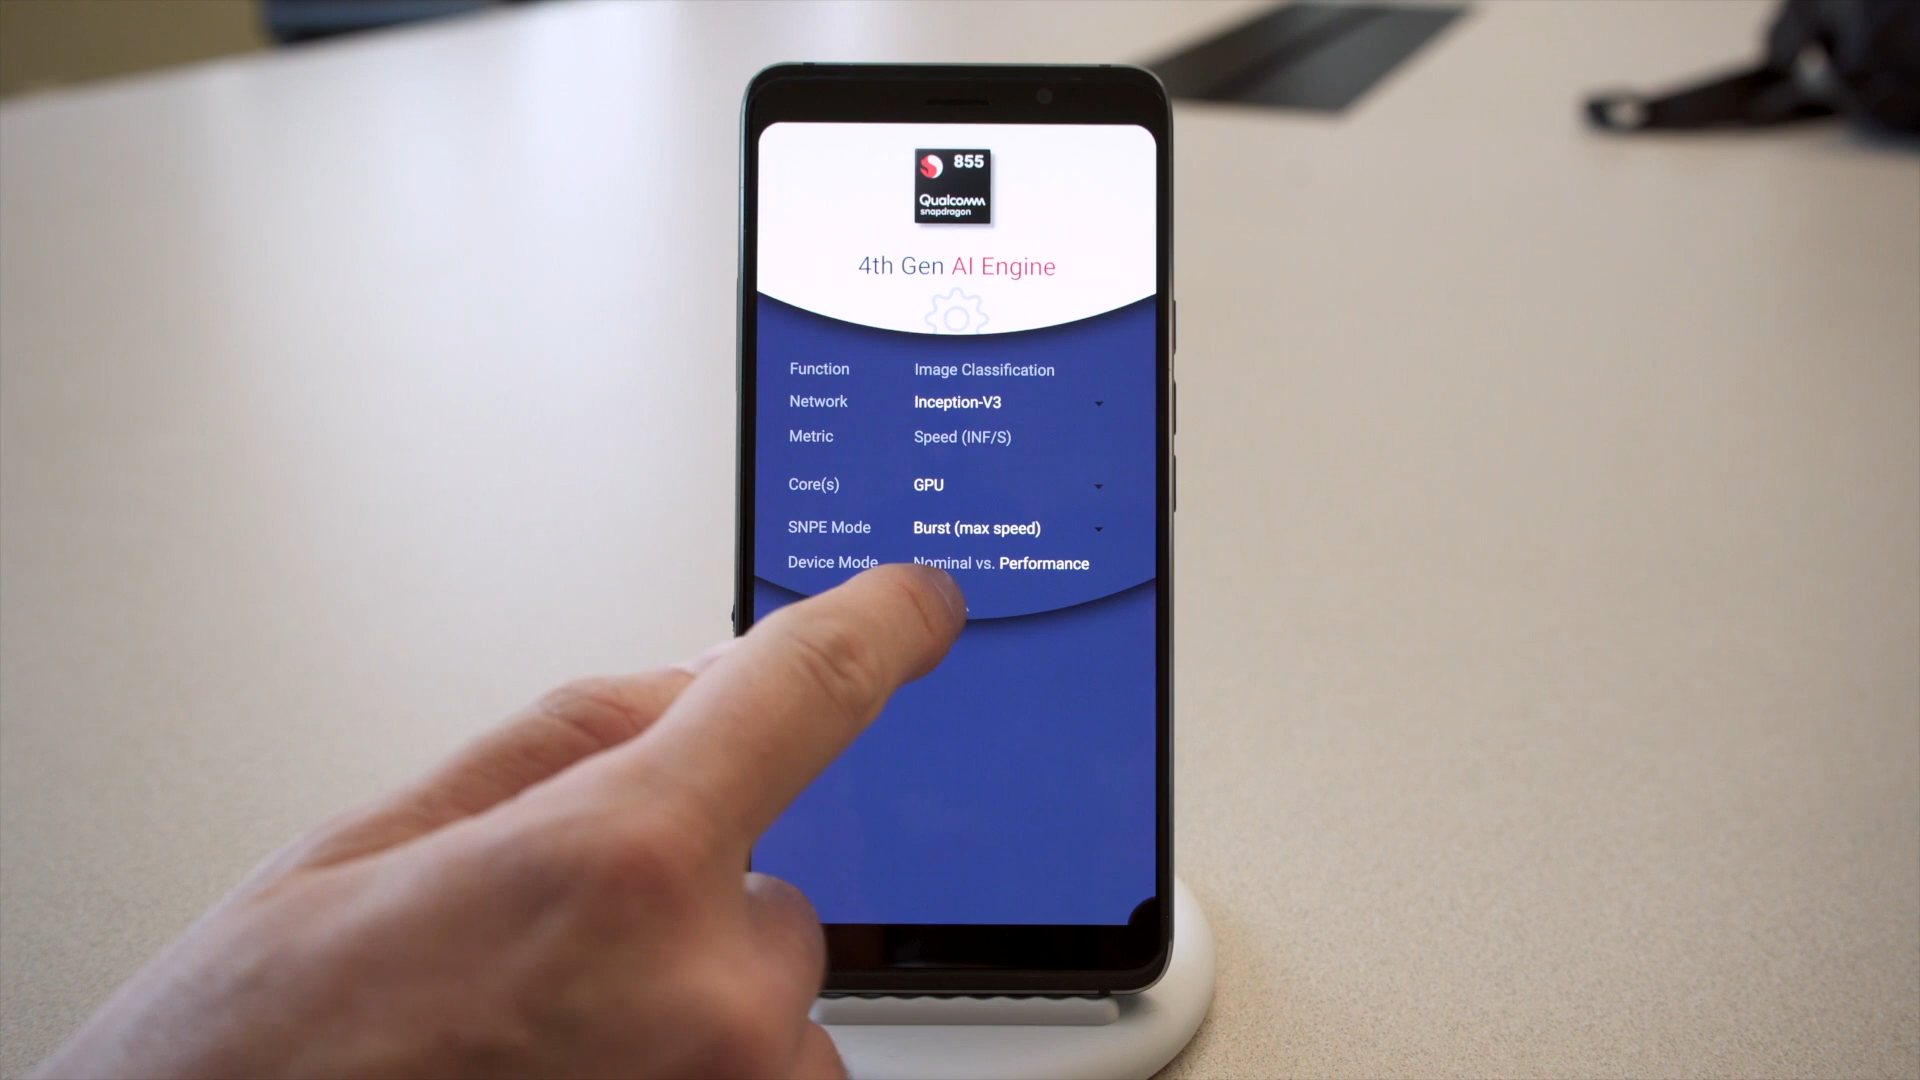 855
Qualcomm
snapdragon
4th Gen AI Engine
Function Image Classification
Network Inception-V3
Metric Speed (INF/S)
Core(s) GPU
SNPE Mode Burst (max speed)
Device Mode Nominal vs. Performance